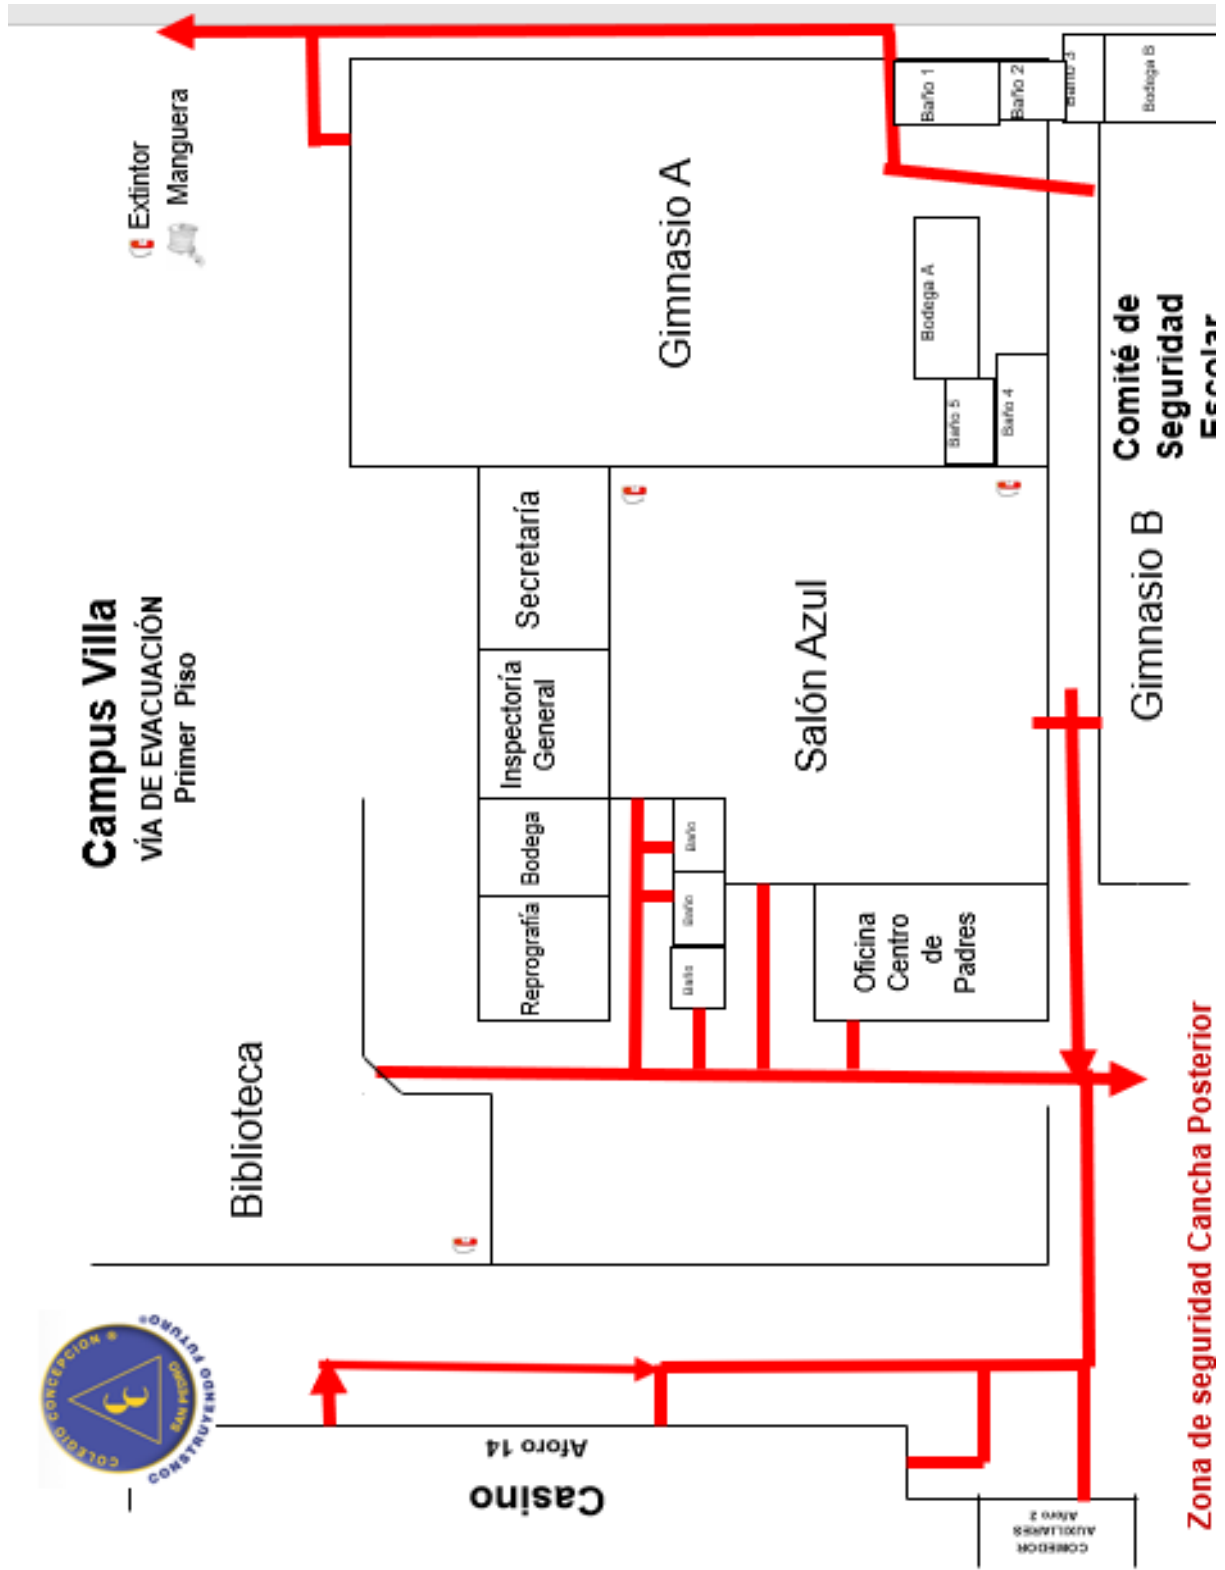 Campus Villa
VÍA DE EVACUACIÓN
Primer Piso
Extintor
Manguera
COLEGIO CONCEPCION ®
SAN PEDRO
CONSTRUYENDO FUTURO®
Biblioteca
Reprografía
Bodega
Inspectoría
General
Secretaría
Gimnasio A
Baño 1
Baño 2
Baño 3
Bodega B
Bodega A
Baño 5
Baño 4
Baño
Baño
Baño
Salón Azul
Oficina
Centro
de
Padres
Gimnasio B
Comité de
Seguridad
Escolar
Casino
Aforo 14
COMEDOR
AUXILIARES
Aforo 2
Zona de seguridad Cancha Posterior